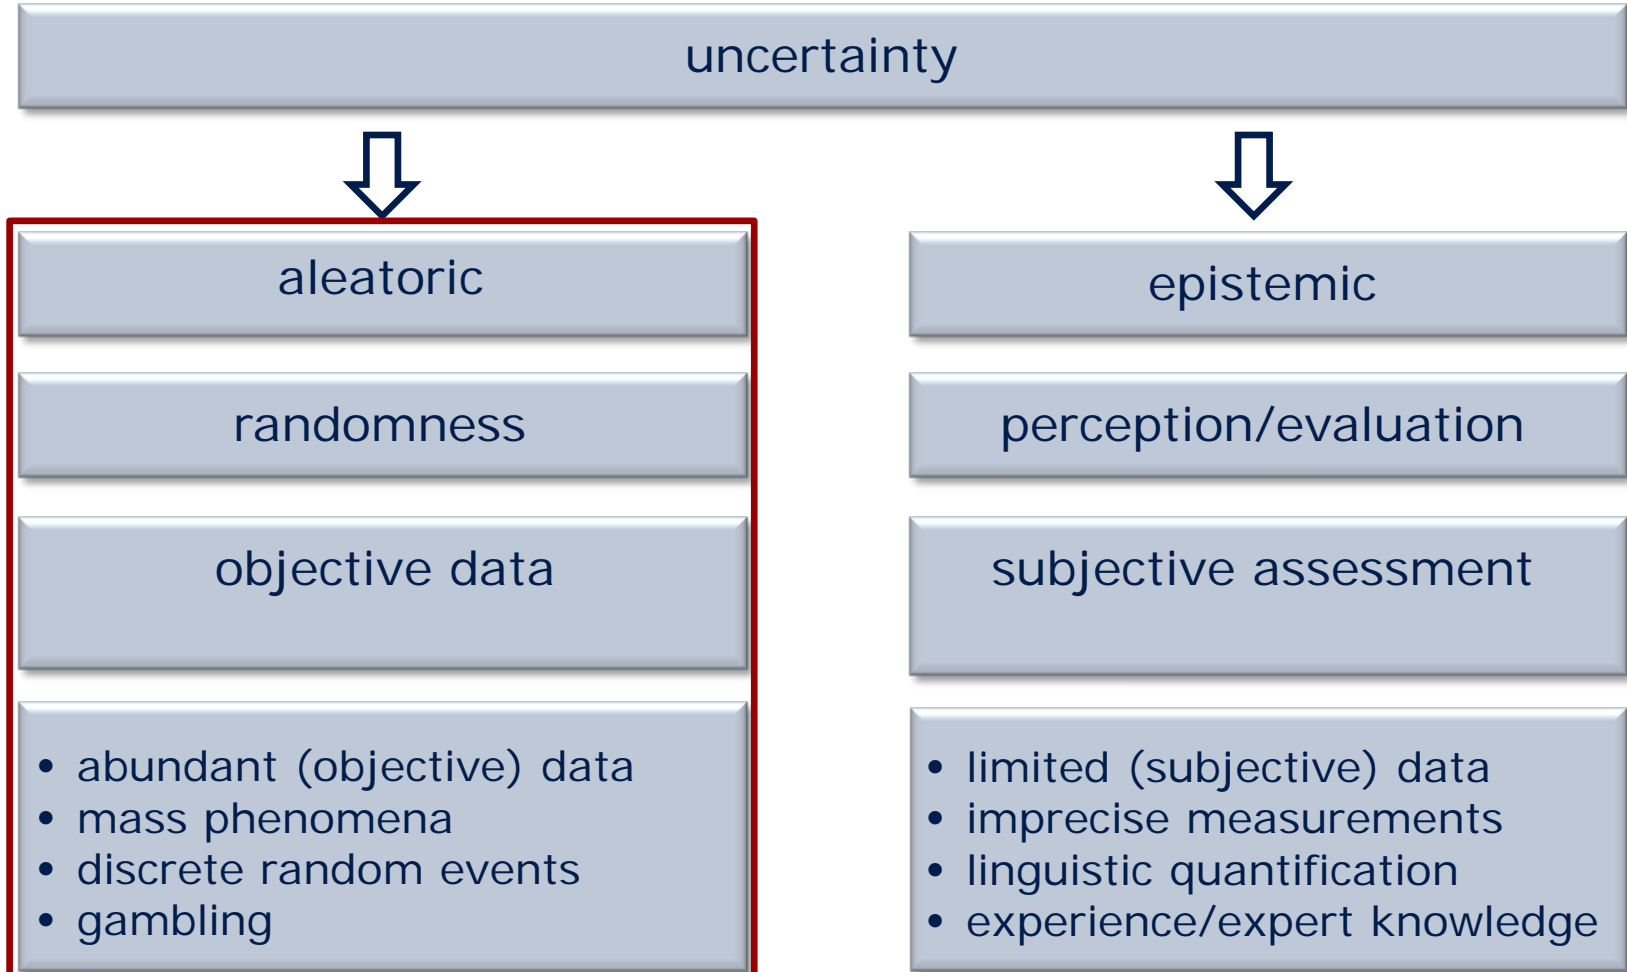 uncertainty
aleatoric
randomness
objective data
• abundant (objective) data
• mass phenomena
• discrete random events
• gambling
epistemic
perception/evaluation
subjective assessment
• limited (subjective) data
• imprecise measurements
• linguistic quantification
• experience/expert knowledge